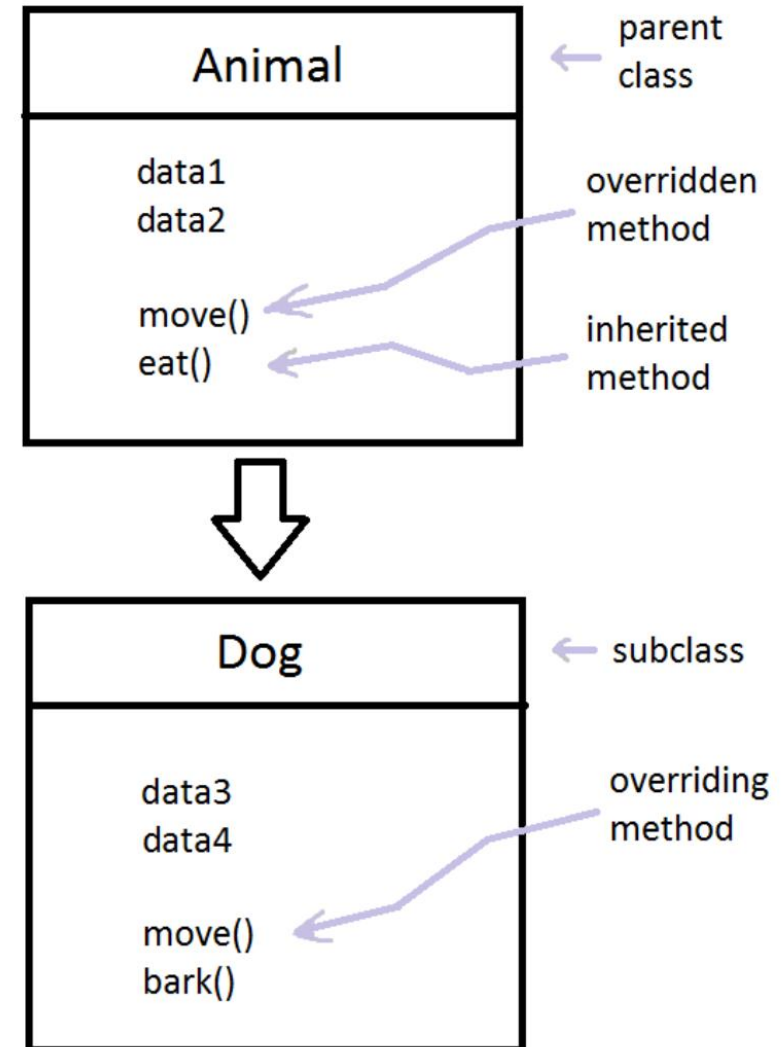 Animal
parent
class
data1
data2
overridden
method
move()
eat()
inherited
method
Dog
subclass
data3
data4
overriding
method
move()
bark()